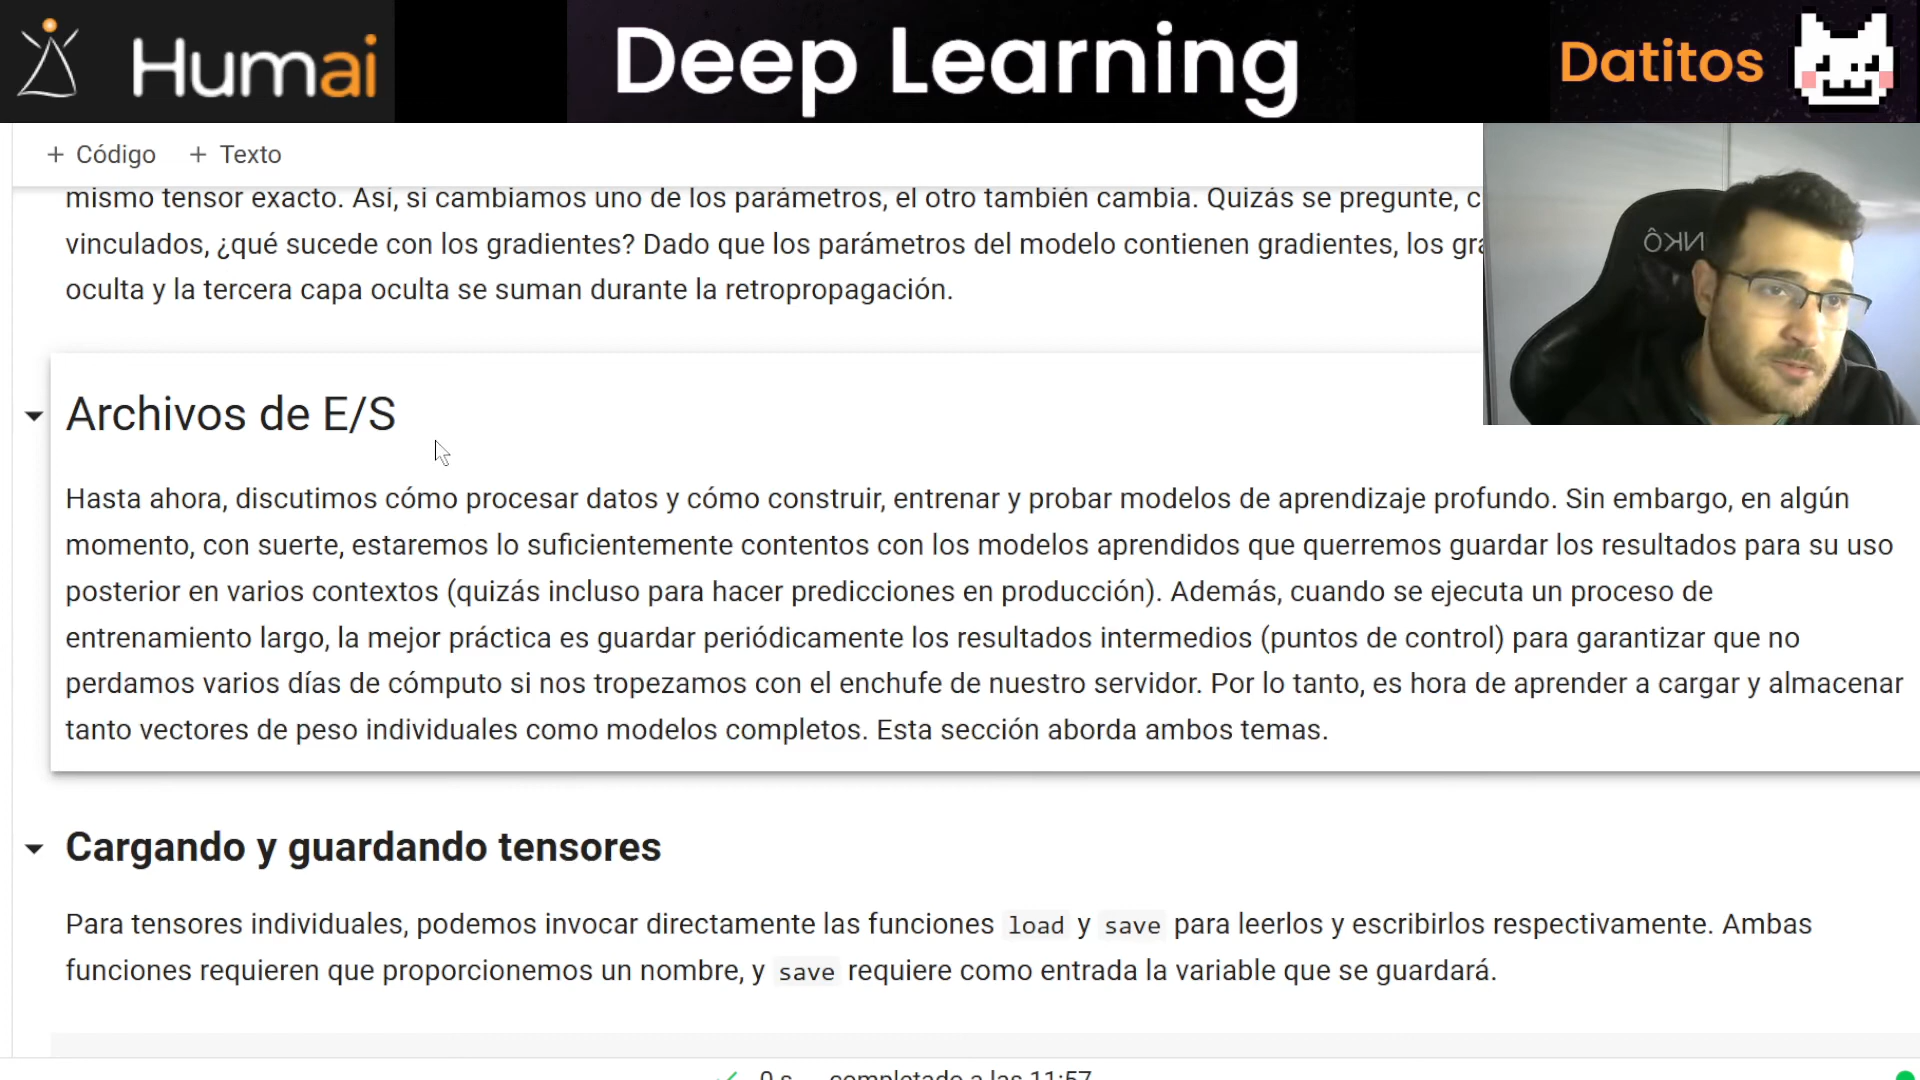 Humai
Deep Learning
Datitos
+ Código + Texto
mismo tensor exacto. Así, si cambiamos uno de los parámetros, el otro también cambia. Quizás se pregunte, c
vinculados, ¿qué sucede con los gradientes? Dado que los parámetros del modelo contienen gradientes, los gra
oculta y la tercera capa oculta se suman durante la retropropagación.
Archivos de E/S
Hasta ahora, discutimos cómo procesar datos y cómo construir, entrenar y probar modelos de aprendizaje profundo. Sin embargo, en algún
momento, con suerte, estaremos lo suficientemente contentos con los modelos aprendidos que querremos guardar los resultados para su uso
posterior en varios contextos (quizás incluso para hacer predicciones en producción). Además, cuando se ejecuta un proceso de
entrenamiento largo, la mejor práctica es guardar periódicamente los resultados intermedios (puntos de control) para garantizar que no
perdamos varios días de cómputo si nos tropezamos con el enchufe de nuestro servidor. Por lo tanto, es hora de aprender a cargar y almacenar
tanto vectores de peso individuales como modelos completos. Esta sección aborda ambos temas.
Cargando y guardando tensores
Para tensores individuales, podemos invocar directamente las funciones load y save para leerlos y escribirlos respectivamente. Ambas
funciones requieren que proporcionemos un nombre, y save requiere como entrada la variable que se guardará.
0 s completado a las 11:57